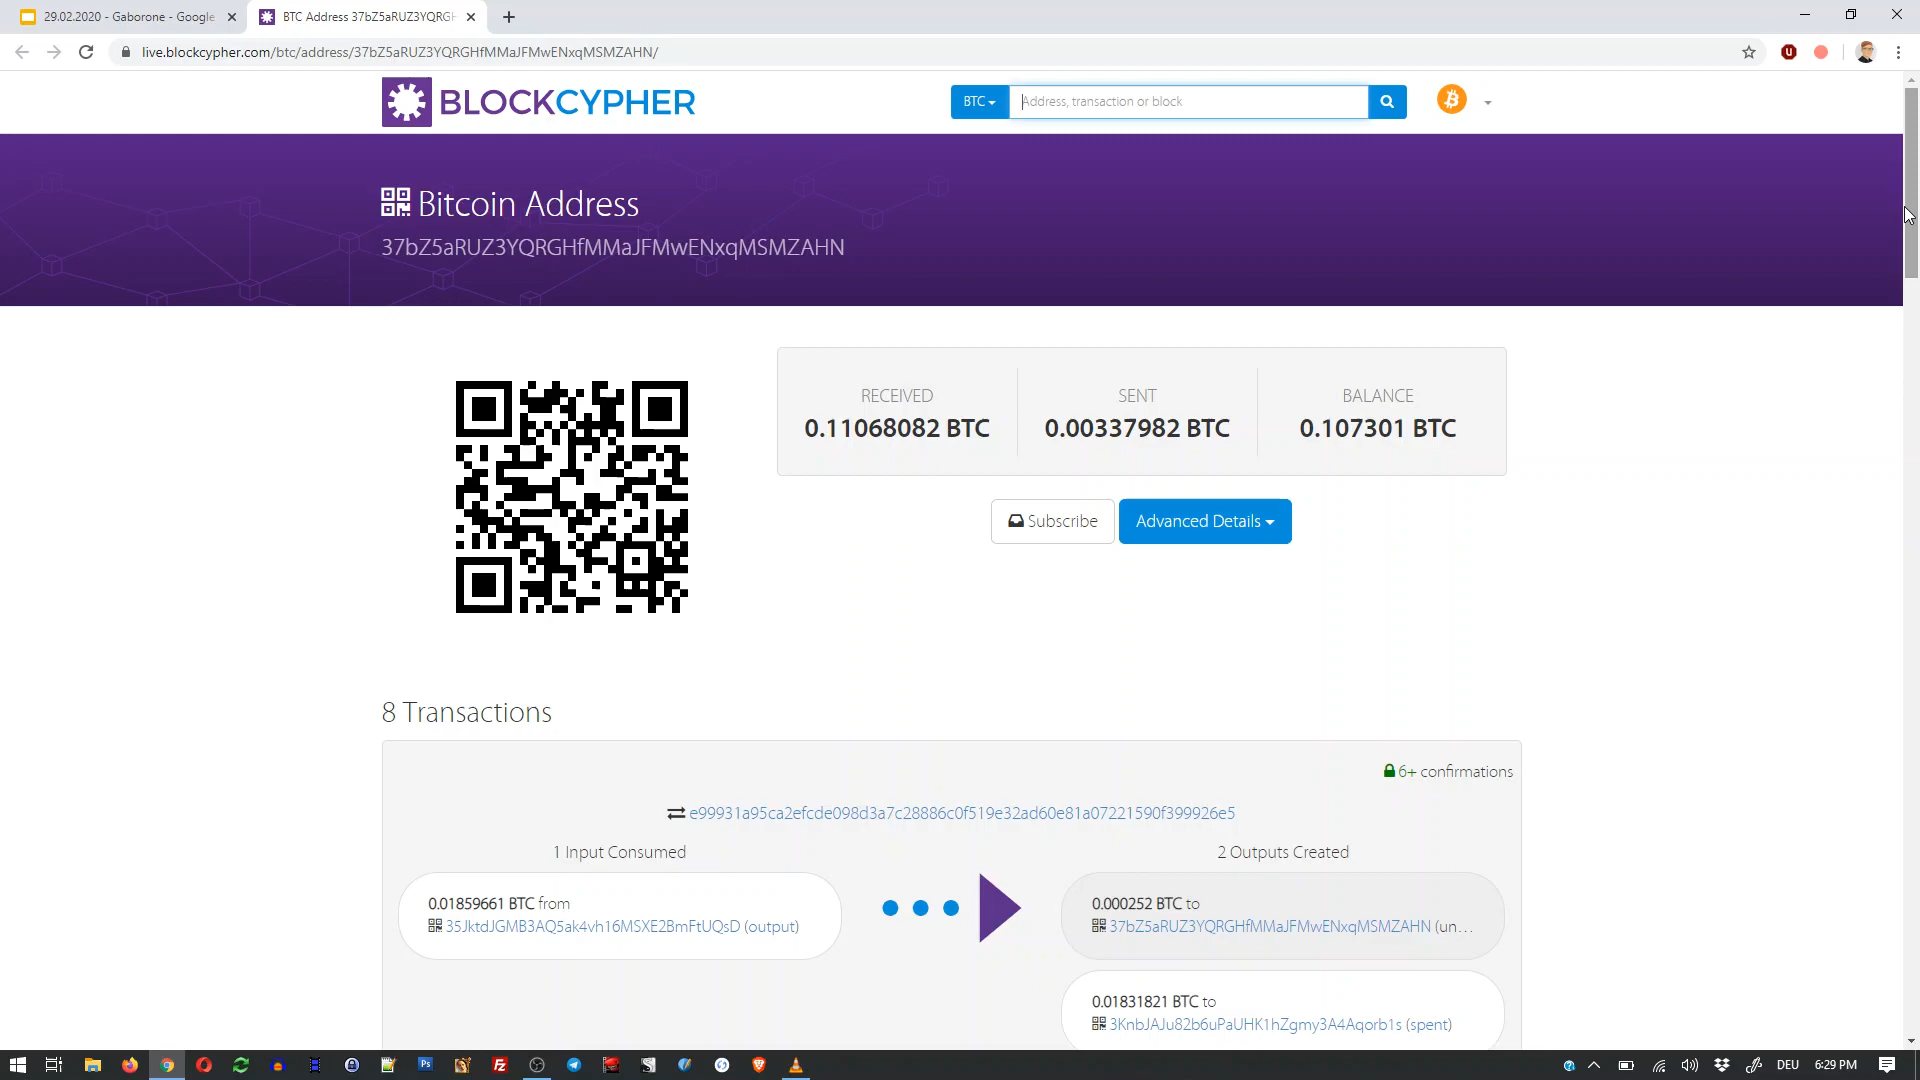 29.02.2020 - Gaborone - Google
BTC Address 37bZ5aRUZ3YQRGH
live.blockcypher.com/btc/address/37bZ5aRUZ3YQRGHfMMaJFMwENxqMSMZAHN/
BLOCKCYPHER
BTC
Address, transaction or block
Bitcoin Address
37bZ5aRUZ3YQRGHfMMaJFMwENxqMSMZAHN
RECEIVED
0.11068082 BTC
SENT
0.00337982 BTC
BALANCE
0.107301 BTC
Subscribe
Advanced Details
8 Transactions
6+ confirmations
e99931a95ca2efcde098d3a7c28886c0f519e32ad60e81a07221590f399926e5
1 Input Consumed
2 Outputs Created
0.01859661 BTC from
35JktdJGMB3AQ5ak4vh16MSXE2BmFtUQsD (output)
0.000252 BTC to
37bZ5aRUZ3YQRGHfMMaJFMwENxqMSMZAHN (un…
0.01831821 BTC to
3KnbJAJu82b6uPaUHK1hZgmy3A4Aqorb1s (spent)
DEU
6:29 PM